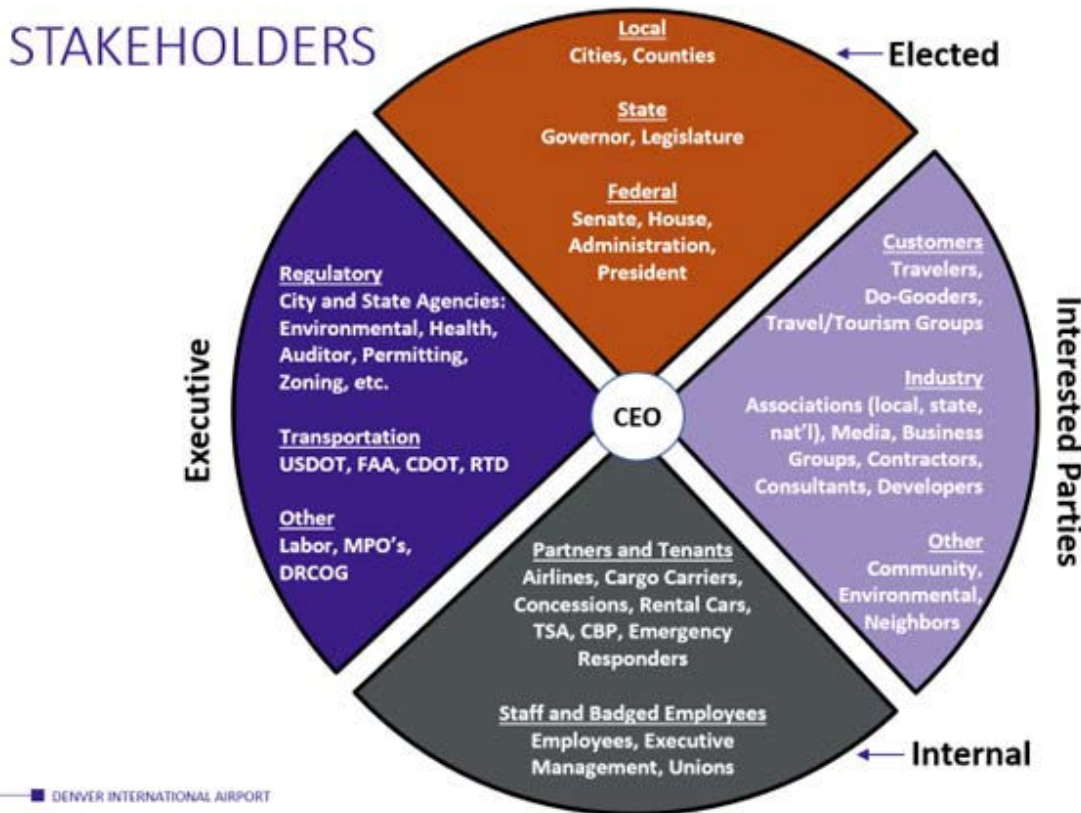 STAKEHOLDERS
Local
Cities, Counties
State
Governor, Legislature
Federal
Senate, House,
Administration,
President
Elected
Executive
Regulatory
City and State Agencies:
Environmental, Health,
Auditor, Permitting,
Zoning, etc.
Transportation
USDOT, FAA, CDOT, RTD
Other
Labor, MPO's,
DRCOG
CEO
Customers
Travelers,
Do-Gooders,
Travel/Tourism Groups
Industry
Associations (local, state,
nat'l), Media, Business
Groups, Contractors,
Consultants, Developers
Other
Community,
Environmental,
Neighbors
Interested Parties
Partners and Tenants
Airlines, Cargo Carriers,
Concessions, Rental Cars,
TSA, CBP, Emergency
Responders
Staff and Badged Employees
Employees, Executive
Management, Unions
Internal
DENVER INTERNATIONAL AIRPORT